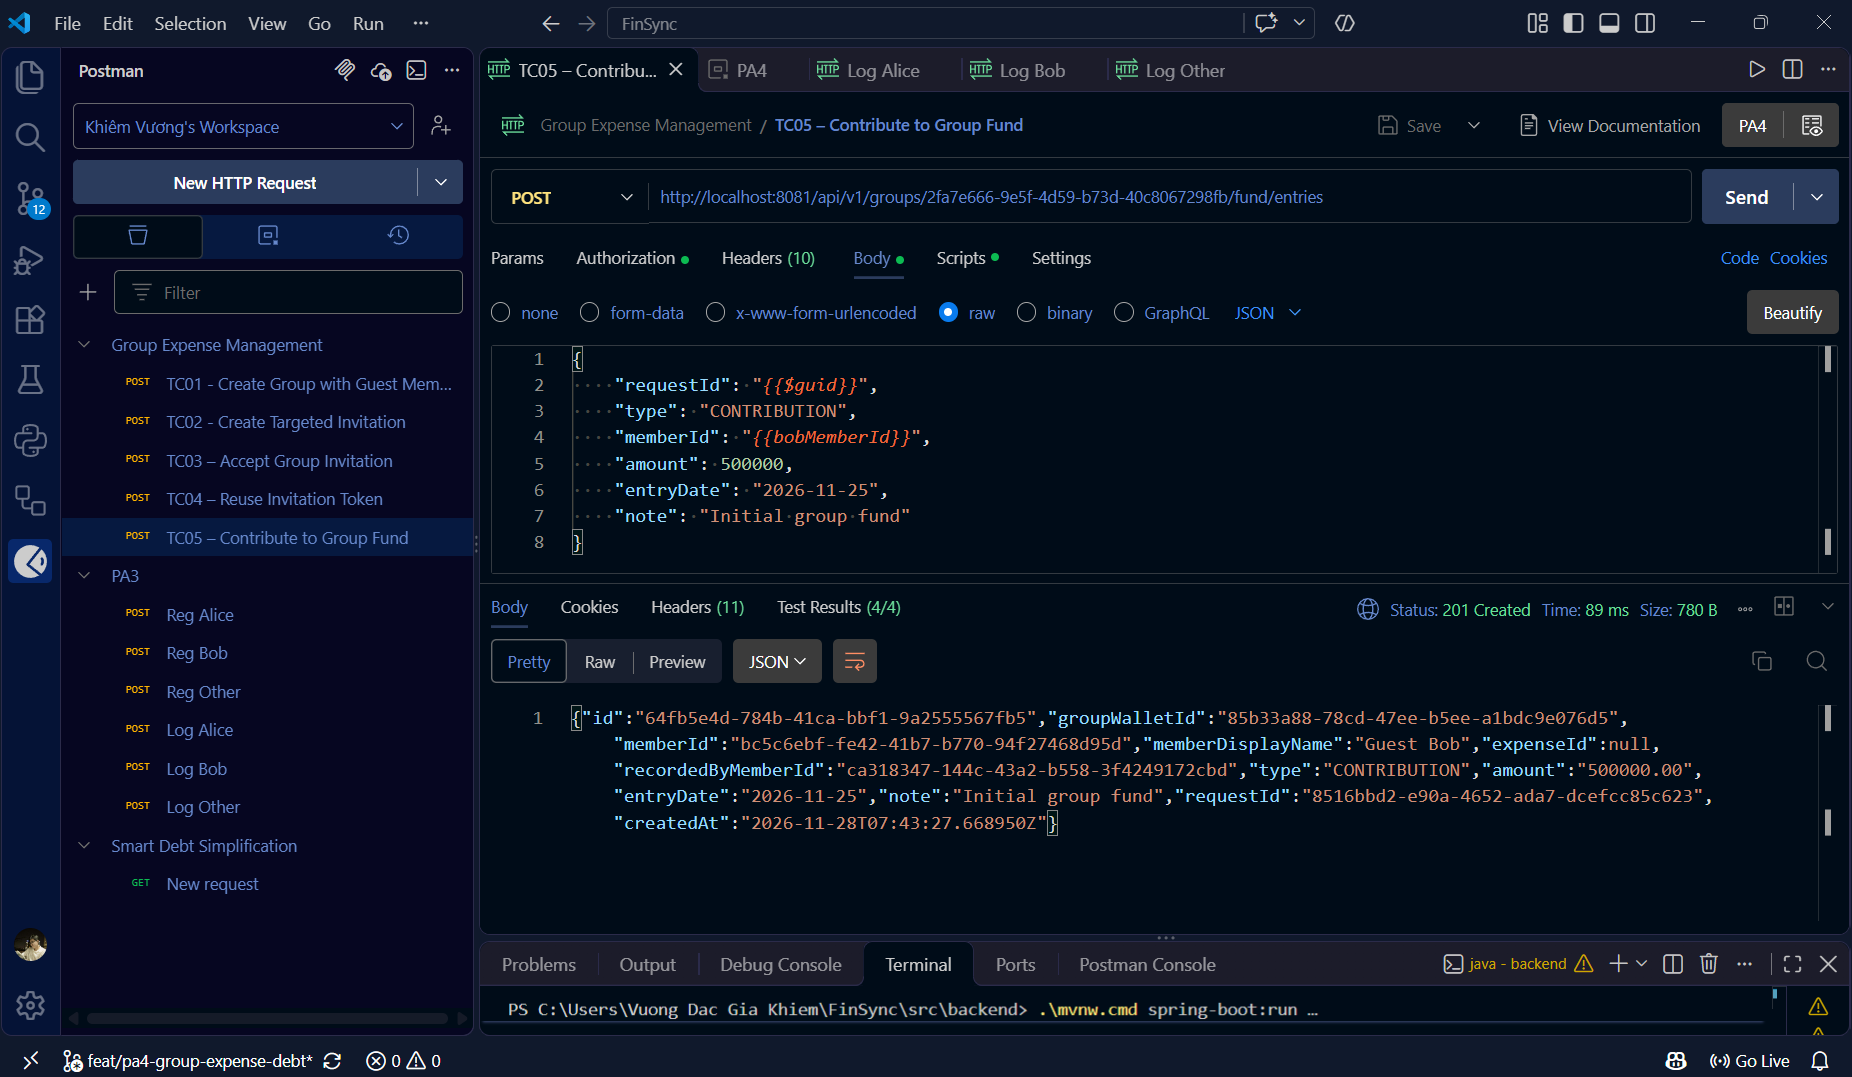 File Edit Selection View Go Run ···
FinSync
Postman
Khiêm Vương's Workspace
New HTTP Request
Filter
Group Expense Management
POST TC01 - Create Group with Guest Mem...
POST TC02 - Create Targeted Invitation
POST TC03 – Accept Group Invitation
POST TC04 – Reuse Invitation Token
POST TC05 – Contribute to Group Fund
PA3
POST Reg Alice
POST Reg Bob
POST Reg Other
POST Log Alice
POST Log Bob
POST Log Other
Smart Debt Simplification
GET New request
12
HTTP TC05 – Contribu... PA4 HTTP Log Alice HTTP Log Bob HTTP Log Other
HTTP Group Expense Management / TC05 – Contribute to Group Fund Save View Documentation PA4
POST http://localhost:8081/api/v1/groups/2fa7e666-9e5f-4d59-b73d-40c8067298fb/fund/entries Send
Params Authorization Headers (10) Body Scripts Settings Code Cookies
none form-data x-www-form-urlencoded raw binary GraphQL JSON Beautify
1 {
2 "requestId": "{{$guid}}",
3 "type": "CONTRIBUTION",
4 "memberId": "{{bobMemberId}}",
5 "amount": 500000,
6 "entryDate": "2026-11-25",
7 "note": "Initial group fund"
8 }
Body Cookies Headers (11) Test Results (4/4) Status: 201 Created Time: 89 ms Size: 780 B
Pretty Raw Preview JSON
1 {"id":"64fb5e4d-784b-41ca-bbf1-9a2555567fb5","groupWalletId":"85b33a88-78cd-47ee-b5ee-a1bdc9e076d5",
"memberId":"bc5c6ebf-fe42-41b7-b770-94f27468d95d","memberDisplayName":"Guest Bob","expenseId":null,
"recordedByMemberId":"ca318347-144c-43a2-b558-3f4249172cbd","type":"CONTRIBUTION","amount":"500000.00",
"entryDate":"2026-11-25","note":"Initial group fund","requestId":"8516bbd2-e90a-4652-ada7-dcefcc85c623",
"createdAt":"2026-11-28T07:43:27.668950Z"}
Problems Output Debug Console Terminal Ports Postman Console java - backend
PS C:\Users\Vuong Dac Gia Khiem\FinSync\src\backend> .\mvnw.cmd spring-boot:run …
feat/pa4-group-expense-debt* 0 0 Go Live